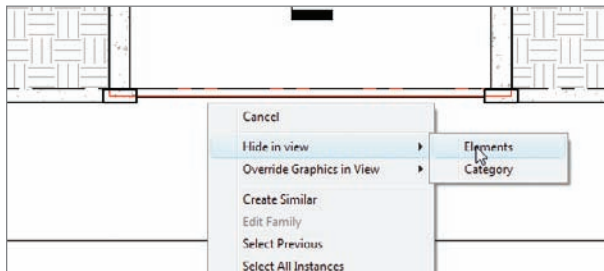 Cancel
Hide in view
Elements
Override Graphics in View
Category
Create Similar
Edit Family
Select Previous
Select All Instances